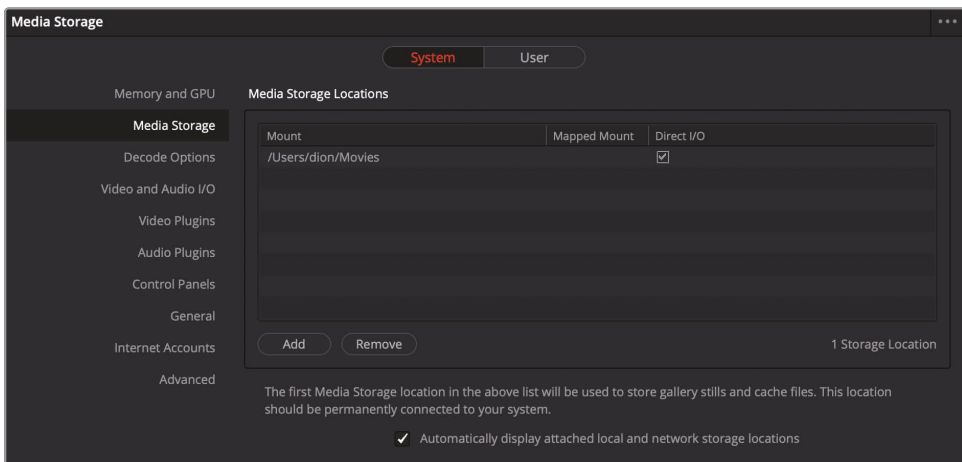 Media Storage
System User
Memory and GPU
Media Storage
Decode Options
Video and Audio I/O
Video Plugins
Audio Plugins
Control Panels
General
Internet Accounts
Advanced
Media Storage Locations
Mount Mapped Mount Direct I/O
/Users/dion/Movies
Add Remove 1 Storage Location
The first Media Storage location in the above list will be used to store gallery stills and cache files. This location
should be permanently connected to your system.
Automatically display attached local and network storage locations